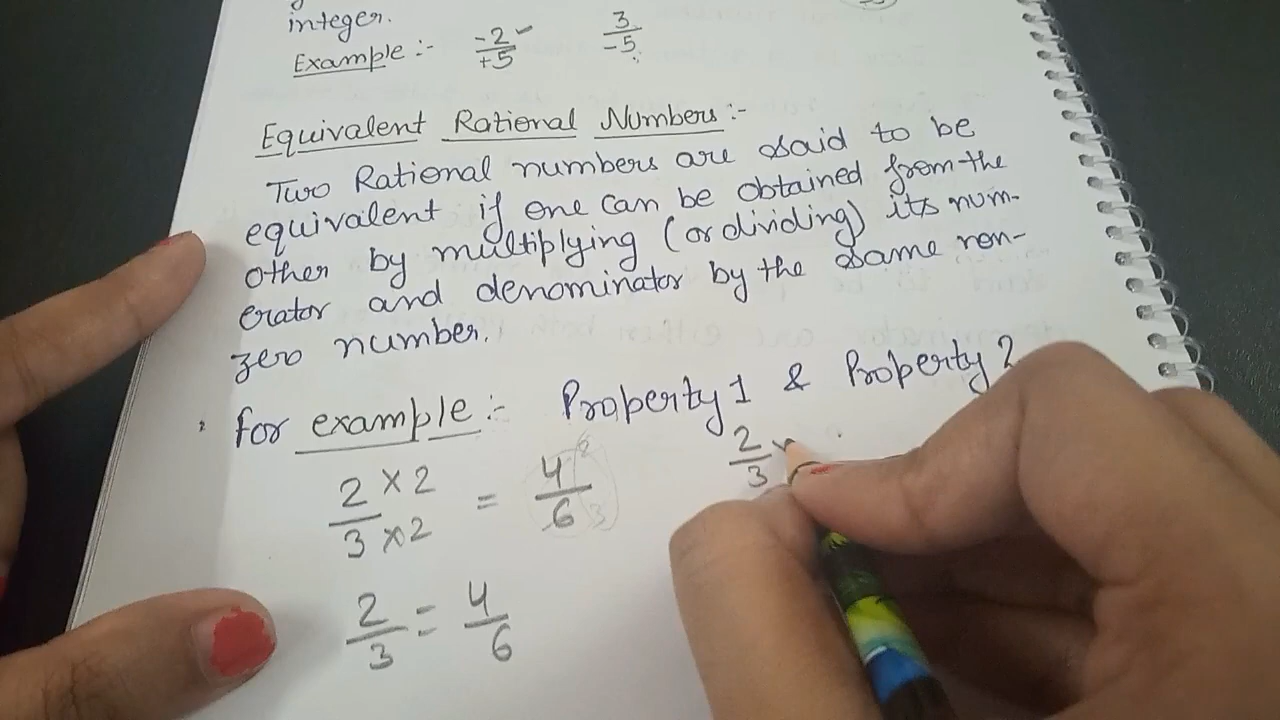 integer.
Example :- -2/+5 3/-5
Equivalent Rational Numbers :-
Two Rational numbers are said to be
equivalent if one can be obtained from the
other by multiplying (or dividing) its num-
erator and denominator by the same non-
zero number.
for example :- Property 1 & Property 2
2/3 ×2/×2 = 4/6 2/3 ×
2/3 = 4/6